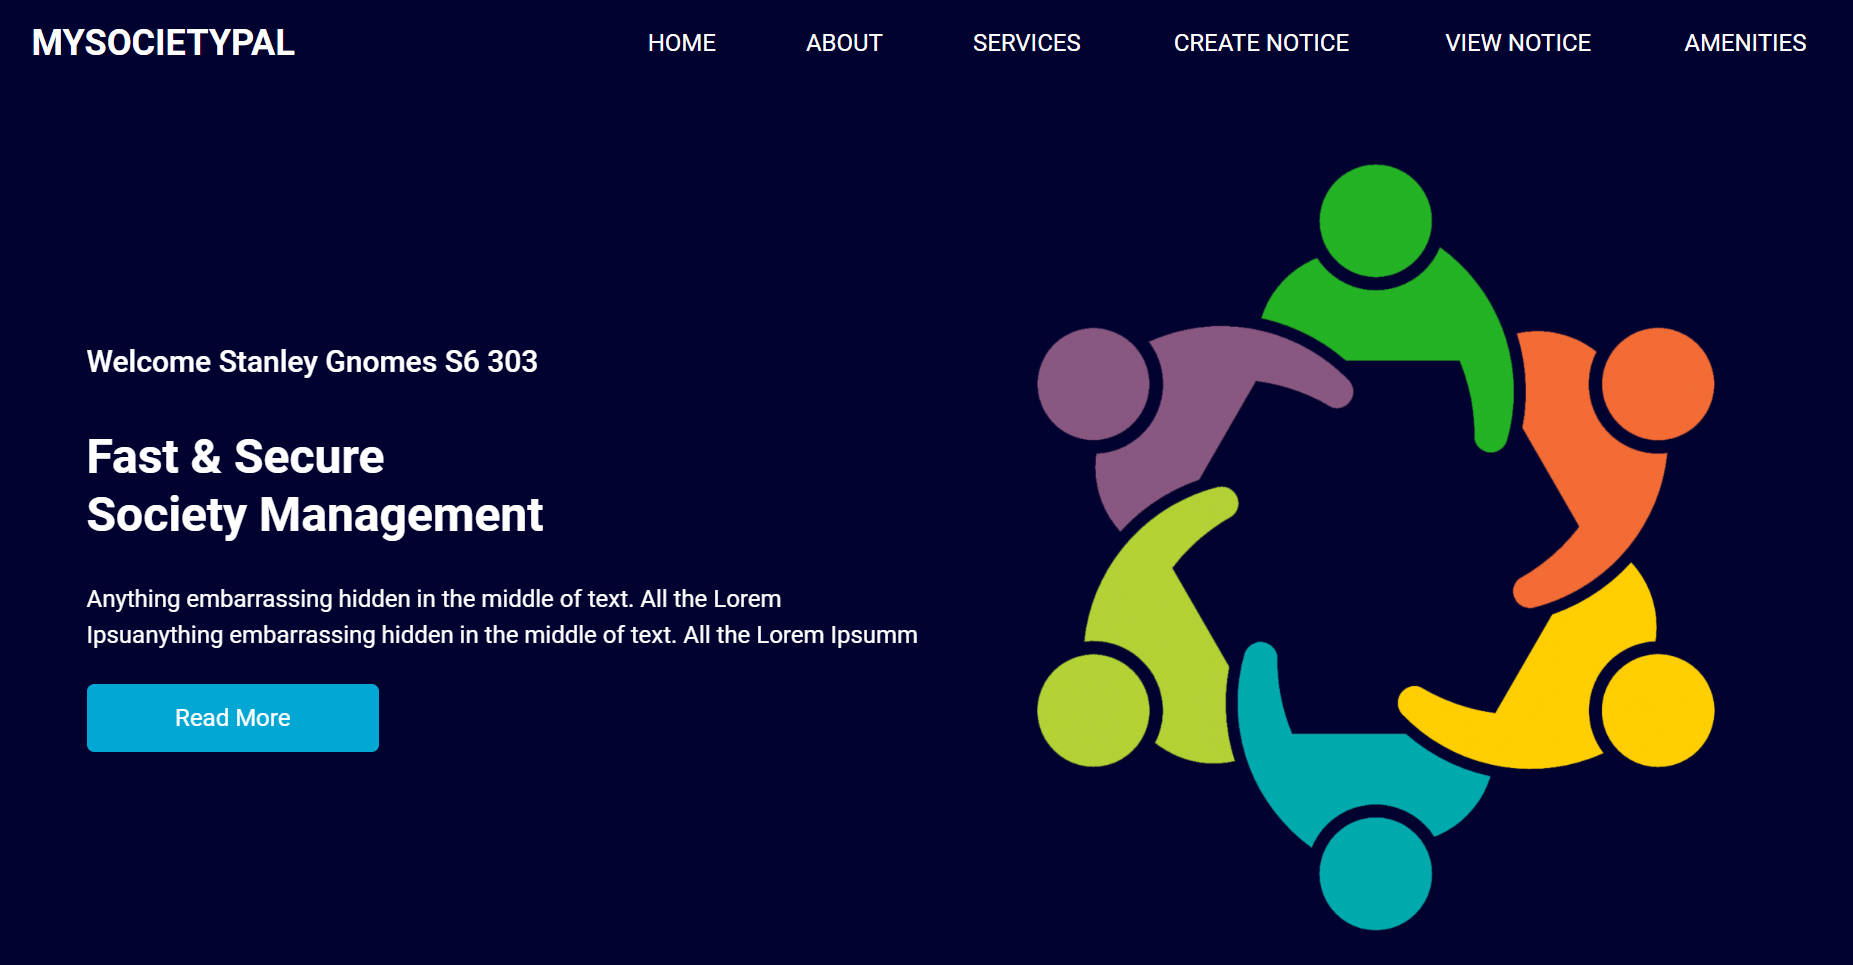 MYSOCIETYPAL
HOME ABOUT SERVICES CREATE NOTICE VIEW NOTICE AMENITIES
Welcome Stanley Gnomes S6 303
Fast & Secure
Society Management
Anything embarrassing hidden in the middle of text. All the Lorem
Ipsuanything embarrassing hidden in the middle of text. All the Lorem Ipsumm
Read More